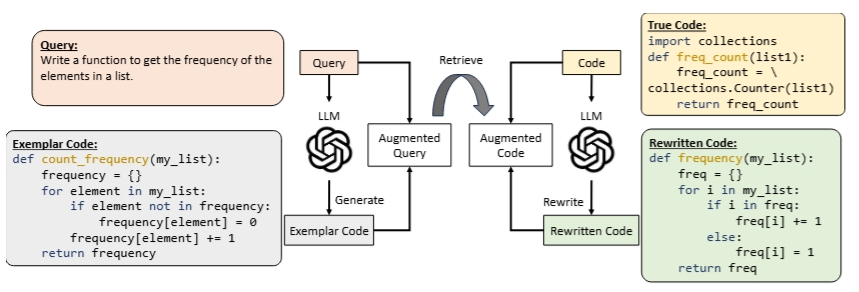 Query:
Write a function to get the frequency of the
elements in a list.
Exemplar Code:
def count_frequency(my_list):
    frequency = {}
    for element in my_list:
        if element not in frequency:
            frequency[element] = 0
        frequency[element] += 1
    return frequency
Query
LLM
Generate
Exemplar Code
Augmented
Query
Retrieve
Augmented
Code
Code
LLM
Rewrite
Rewritten Code
True Code:
import collections
def freq_count(list1):
    freq_count = \
collections.Counter(list1)
    return freq_count
Rewritten Code:
def frequency(my_list):
    freq = {}
    for i in my_list:
        if i in freq:
            freq[i] += 1
        else:
            freq[i] = 1
    return freq